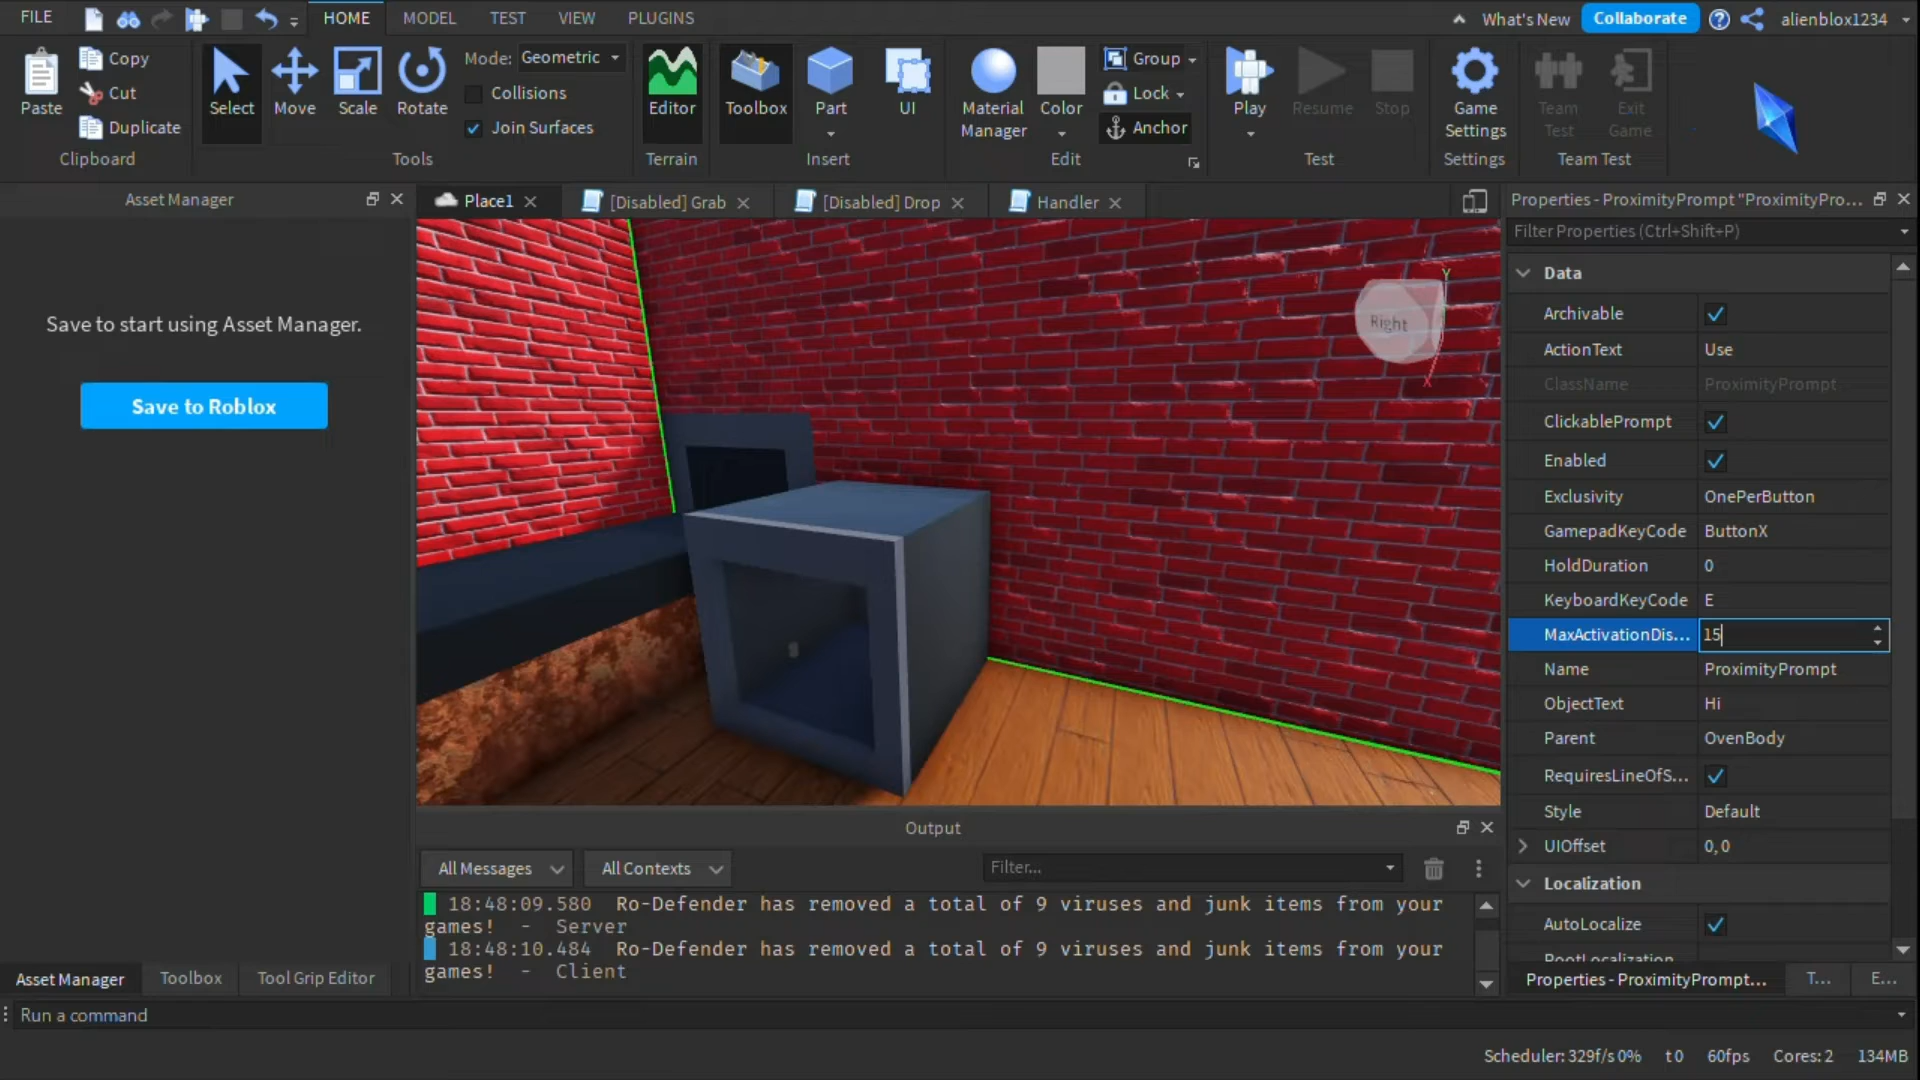 FILE
HOME
MODEL
TEST
VIEW
PLUGINS
What's New
Collaborate
alienblox1234
Paste
Copy
Cut
Duplicate
Clipboard
Select
Move
Scale
Rotate
Mode: Geometric
Collisions
Join Surfaces
Tools
Editor
Terrain
Toolbox
Part
UI
Insert
Material
Manager
Color
Group
Lock
Anchor
Edit
Play
Resume
Stop
Test
Game
Settings
Settings
Team
Test
Exit
Game
Team Test
Asset Manager
Save to start using Asset Manager.
Save to Roblox
Place1
[Disabled] Grab
[Disabled] Drop
Handler
Right
Y
X
Properties - ProximityPrompt "ProximityPro...
Filter Properties (Ctrl+Shift+P)
Data
Archivable
ActionText Use
ClassName ProximityPrompt
ClickablePrompt
Enabled
Exclusivity OnePerButton
GamepadKeyCode ButtonX
HoldDuration 0
KeyboardKeyCode E
MaxActivationDis... 15
Name ProximityPrompt
ObjectText Hi
Parent OvenBody
RequiresLineOfS...
Style Default
UIOffset 0, 0
Localization
AutoLocalize
RootLocalization
Output
All Messages
All Contexts
Filter...
18:48:09.580 Ro-Defender has removed a total of 9 viruses and junk items from your
games! - Server
18:48:10.484 Ro-Defender has removed a total of 9 viruses and junk items from your
games! - Client
Asset Manager
Toolbox
Tool Grip Editor
Properties - ProximityPrompt...
T...
E...
Run a command
Scheduler: 329f/s 0% t 0 60fps Cores: 2 134MB